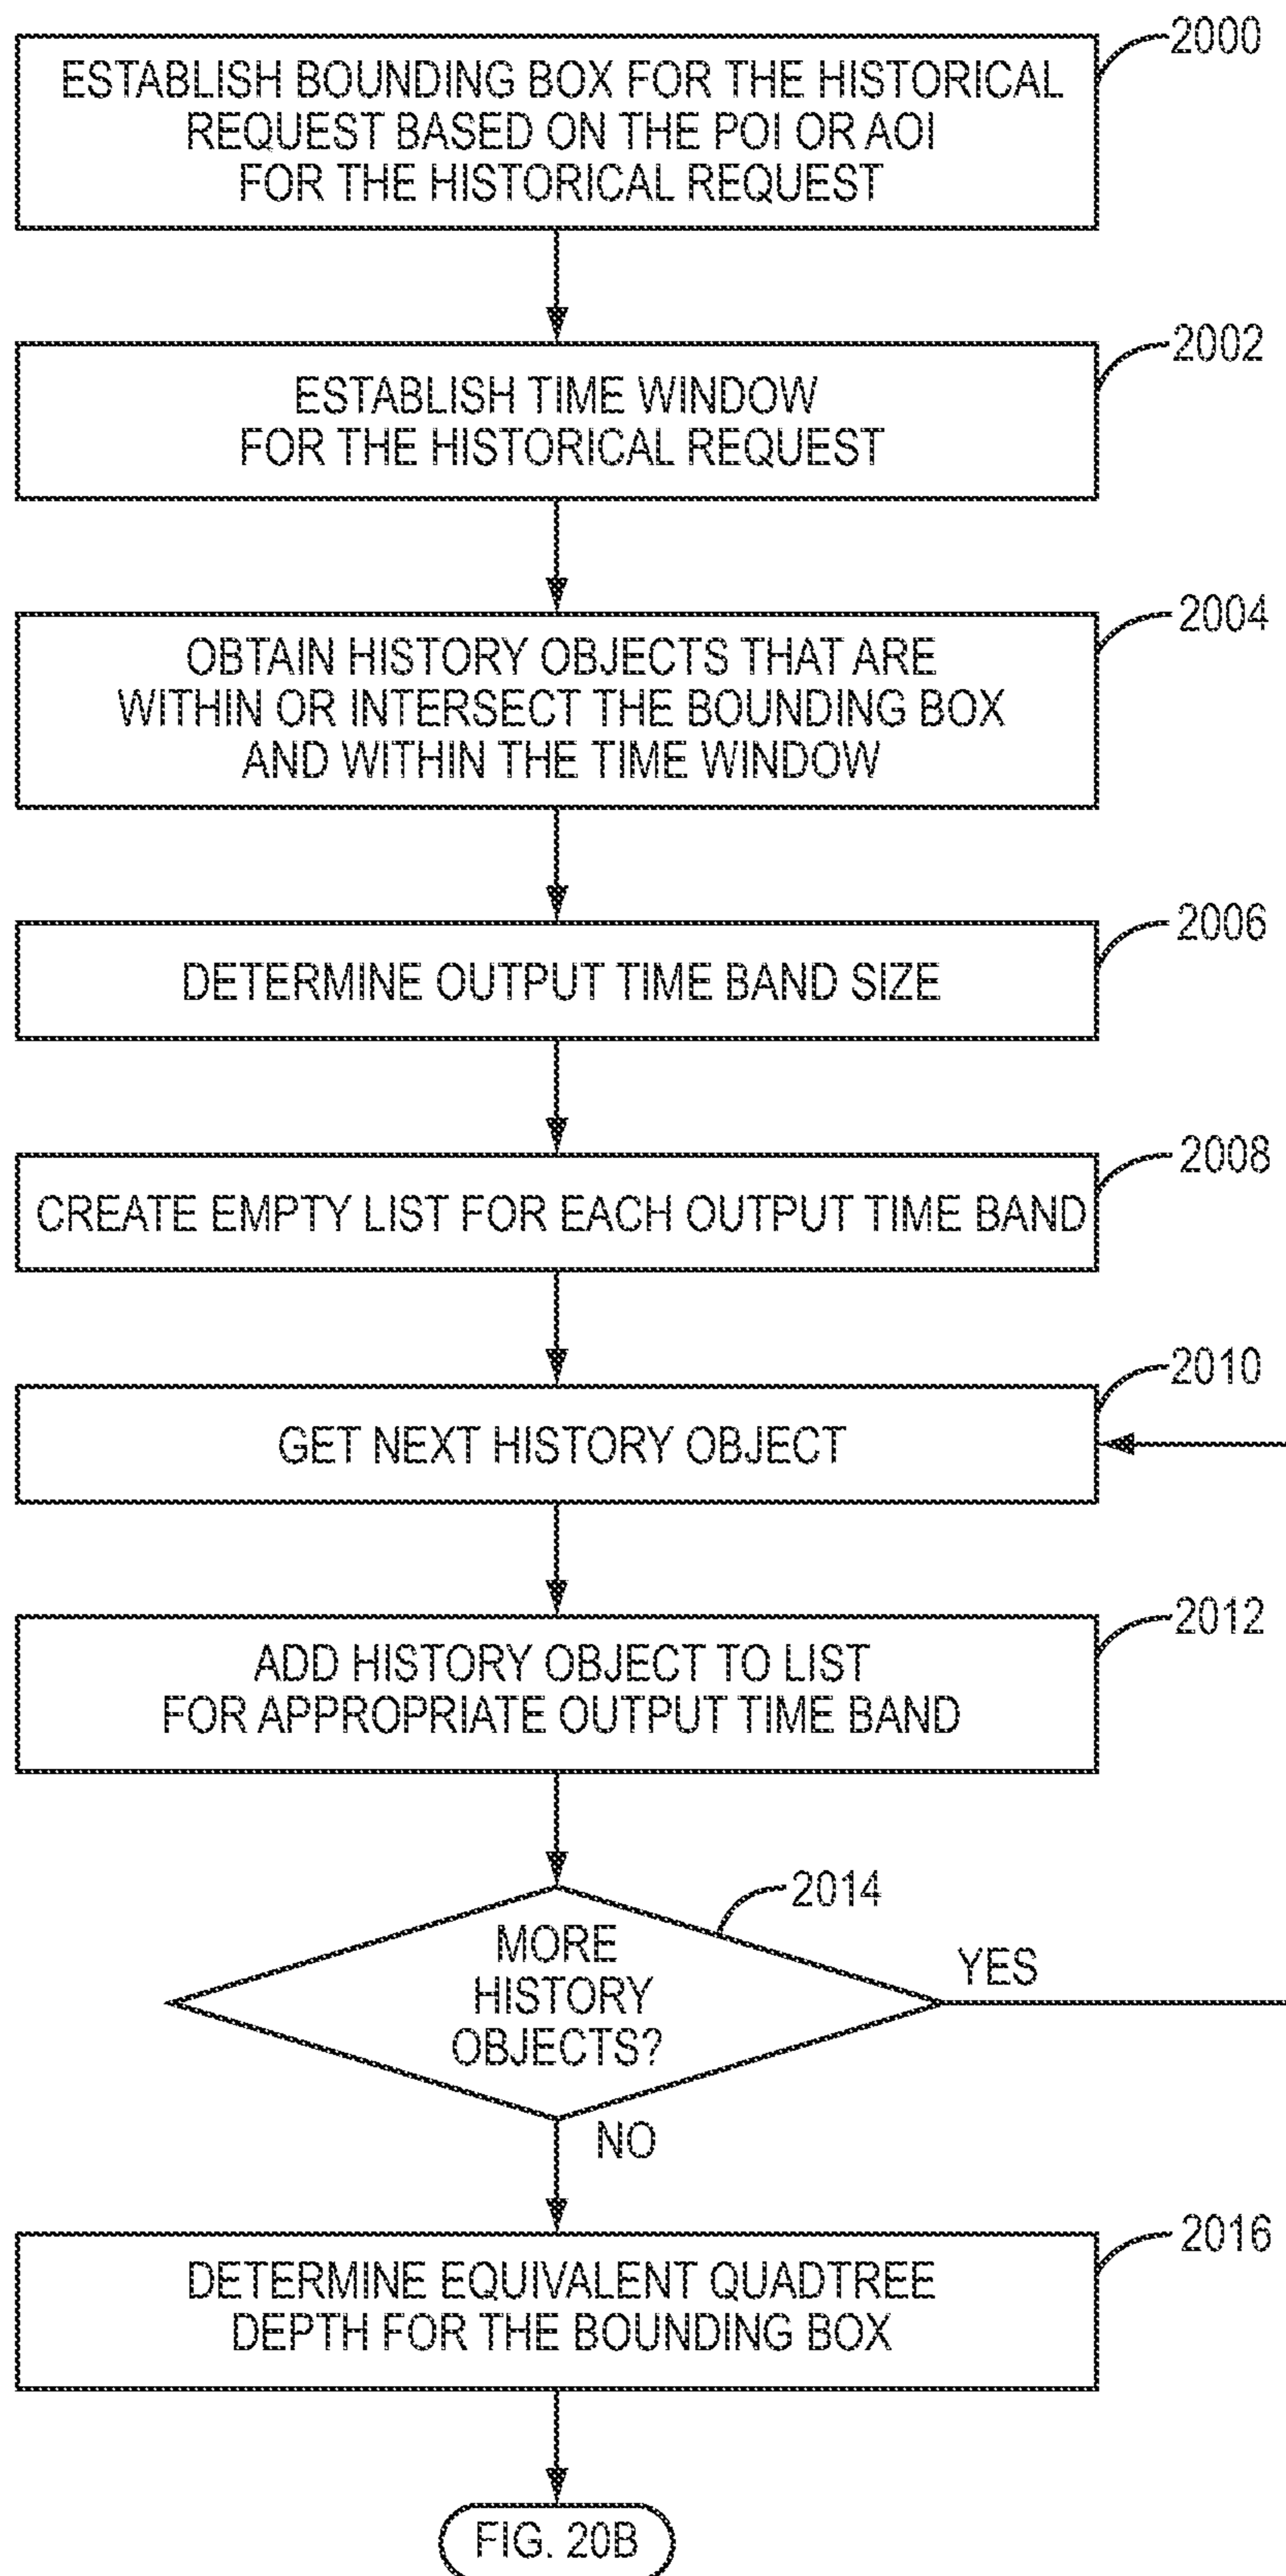 2000
ESTABLISH BOUNDING BOX FOR THE HISTORICAL
REQUEST BASED ON THE POI OR AOI
FOR THE HISTORICAL REQUEST
2002
ESTABLISH TIME WINDOW
FOR THE HISTORICAL REQUEST
2004
OBTAIN HISTORY OBJECTS THAT ARE
WITHIN OR INTERSECT THE BOUNDING BOX
AND WITHIN THE TIME WINDOW
2006
DETERMINE OUTPUT TIME BAND SIZE
2008
CREATE EMPTY LIST FOR EACH OUTPUT TIME BAND
2010
GET NEXT HISTORY OBJECT
2012
ADD HISTORY OBJECT TO LIST
FOR APPROPRIATE OUTPUT TIME BAND
2014
MORE
HISTORY
OBJECTS?
YES
NO
2016
DETERMINE EQUIVALENT QUADTREE
DEPTH FOR THE BOUNDING BOX
FIG. 20B